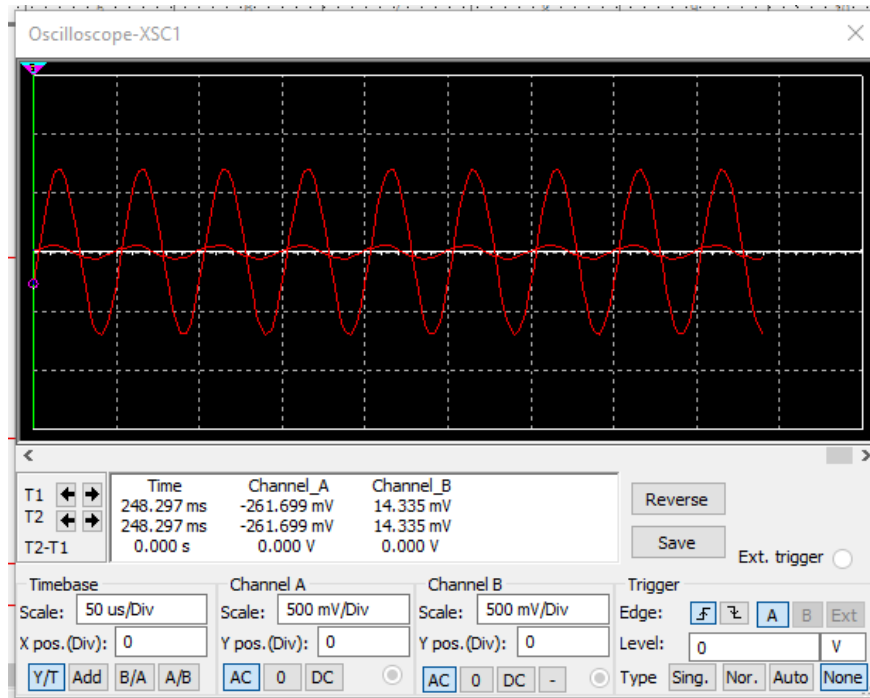 Oscilloscope-XSC1
Time Channel_A Channel_B
T1 248.297 ms -261.699 mV 14.335 mV
T2 248.297 ms -261.699 mV 14.335 mV
T2-T1 0.000 s 0.000 V 0.000 V
Reverse
Save
Ext. trigger
Timebase
Scale: 50 us/Div
X pos.(Div): 0
Y/T Add B/A A/B
Channel A
Scale: 500 mV/Div
Y pos.(Div): 0
AC 0 DC
Channel B
Scale: 500 mV/Div
Y pos.(Div): 0
AC 0 DC -
Trigger
Edge: A B Ext
Level: 0 V
Type Sing. Nor. Auto None